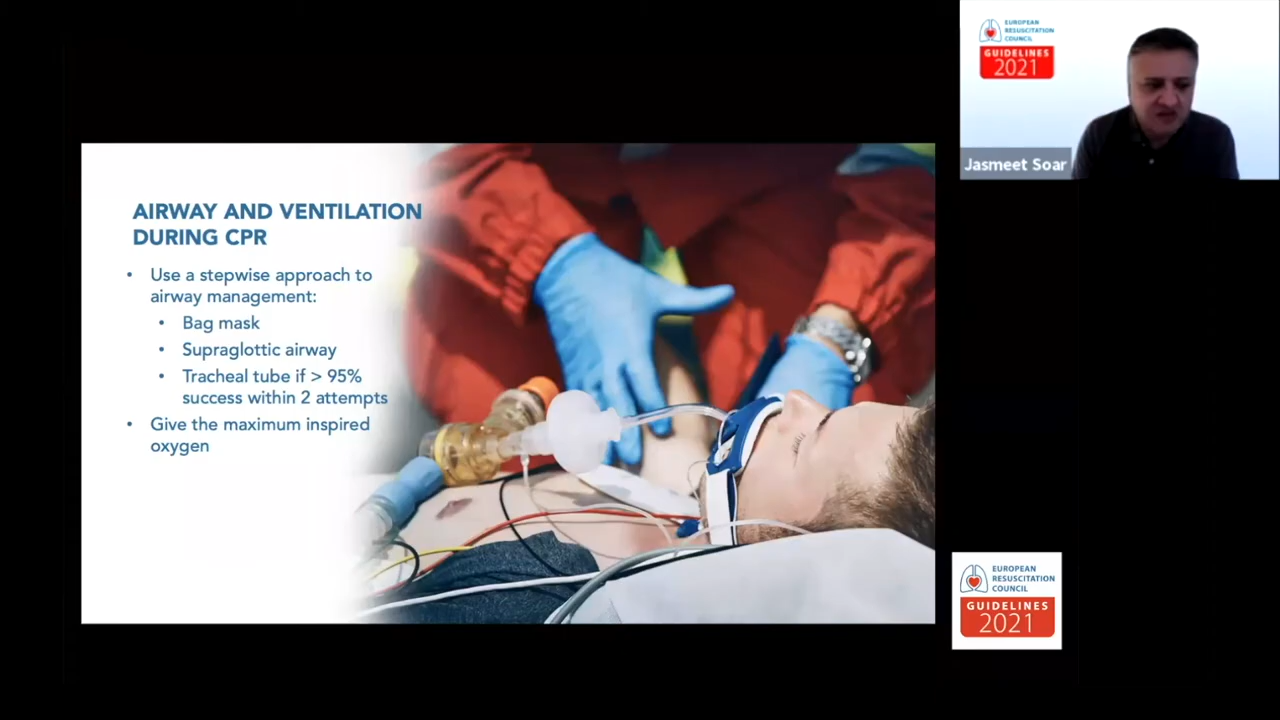 AIRWAY AND VENTILATION
DURING CPR
• Use a stepwise approach to
airway management:
• Bag mask
• Supraglottic airway
• Tracheal tube if > 95%
success within 2 attempts
• Give the maximum inspired
oxygen
EUROPEAN
RESUSCITATION
COUNCIL
GUIDELINES
2021
Jasmeet Soar
EUROPEAN
RESUSCITATION
COUNCIL
GUIDELINES
2021